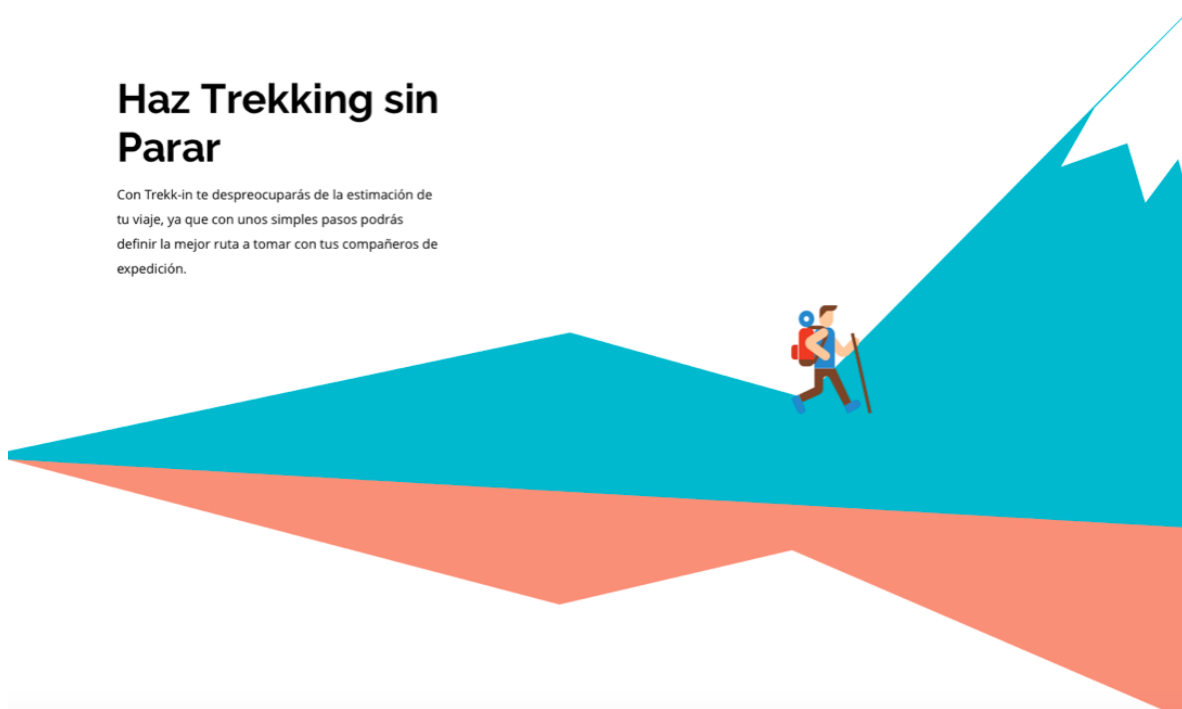 Haz Trekking sin
Parar
Con Trekk-in te despreocuparás de la estimación de
tu viaje, ya que con unos simples pasos podrás
definir la mejor ruta a tomar con tus compañeros de
expedición.